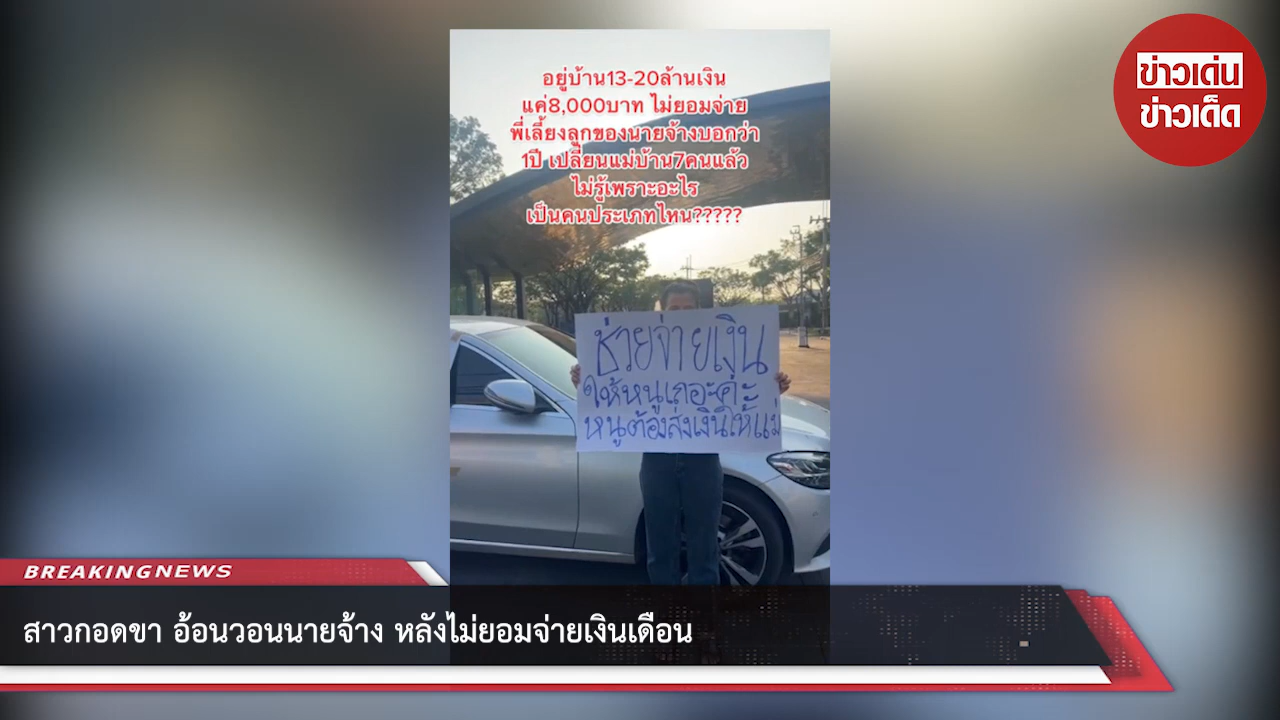 อยู่บ้าน13-20ล้านเงิน
แค่8,000บาท ไม่ยอมจ่าย
พี่เลี้ยงลูกของนายจ้างบอกว่า
1ปี เปลี่ยนแม่บ้าน7คนแล้ว
ไม่รู้เพราะอะไร
เป็นคนประเภทไหน?????
ข่าวเด่น
ข่าวเด็ด
ช่วยจ่ายเงิน
ให้หนูเถอะค่ะ
หนูต้องส่งเงินให้แม่
BREAKING NEWS
สาวกอดขา อ้อนวอนนายจ้าง หลังไม่ยอมจ่ายเงินเดือน